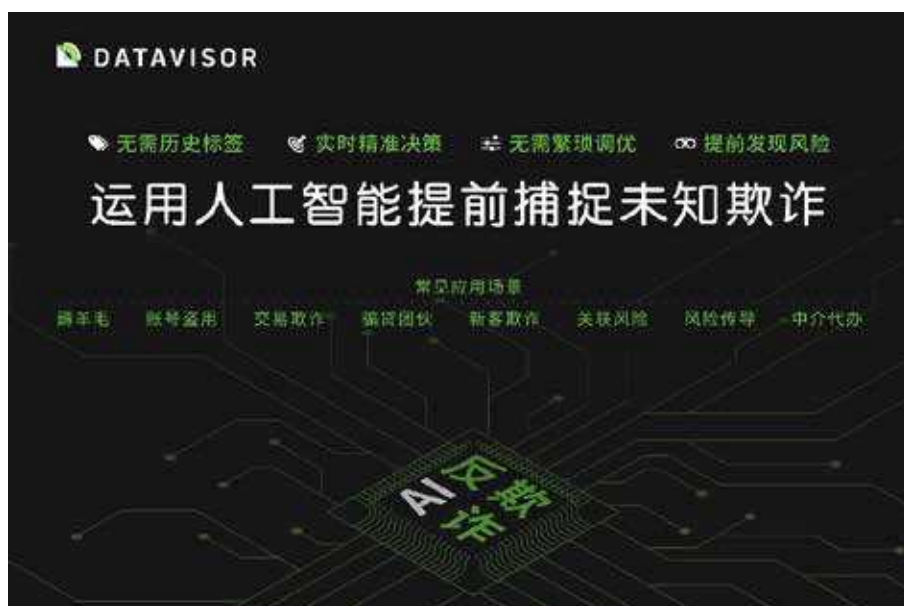 DATAVISOR
无需历史标签 实时精准决策 无需繁琐调优 提前发现风险
运用人工智能提前捕捉未知欺诈
常见应用场景
薅羊毛 账号盗用 交易欺诈 骗贷团伙 新客欺诈 关联风险 风险传导 中介代办
AI反欺诈